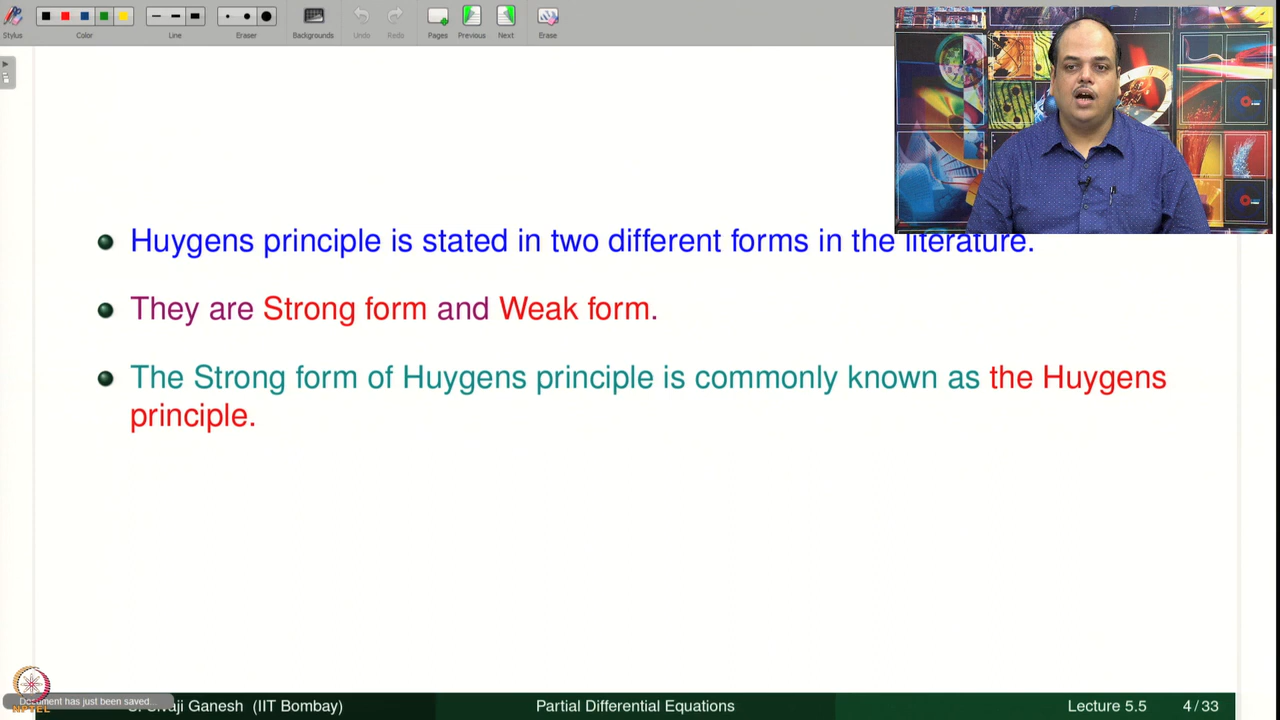 Stylus
Color
Line
Eraser
Backgrounds
Undo
Redo
Pages
Previous
Next
Erase
Huygens principle is stated in two different forms in the literature.
They are Strong form and Weak form.
The Strong form of Huygens principle is commonly known as the Huygens
principle.
Document has just been saved
NPTEL
Ganesh (IIT Bombay)
Partial Differential Equations
Lecture 5.5
4/33